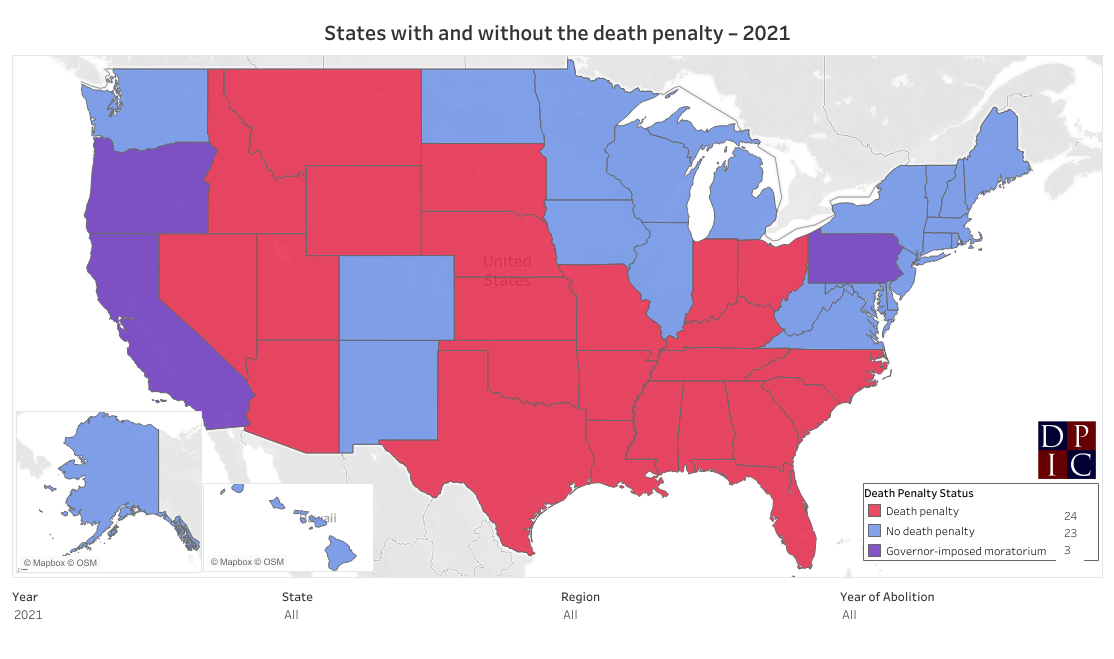 States with and without the death penalty – 2021
United
States
D P
I C
Death Penalty Status
Death penalty 24
No death penalty 23
Governor-imposed moratorium 3
© Mapbox © OSM
© Mapbox © OSM
Year State Region Year of Abolition
2021 All All All